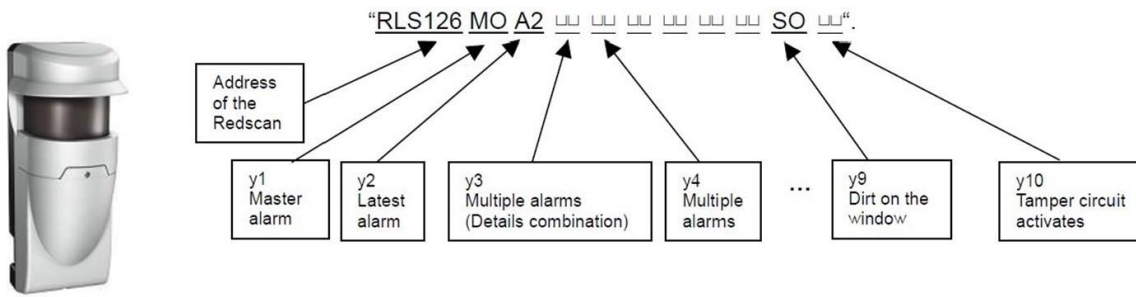 “RLS126 MO A2 ␣␣ ␣␣ ␣␣ ␣␣ ␣␣ ␣␣ SO ␣␣“.
Address
of the
Redscan
y1
Master
alarm
y2
Latest
alarm
y3
Multiple alarms
(Details combination)
y4
Multiple
alarms
...
y9
Dirt on the
window
y10
Tamper circuit
activates